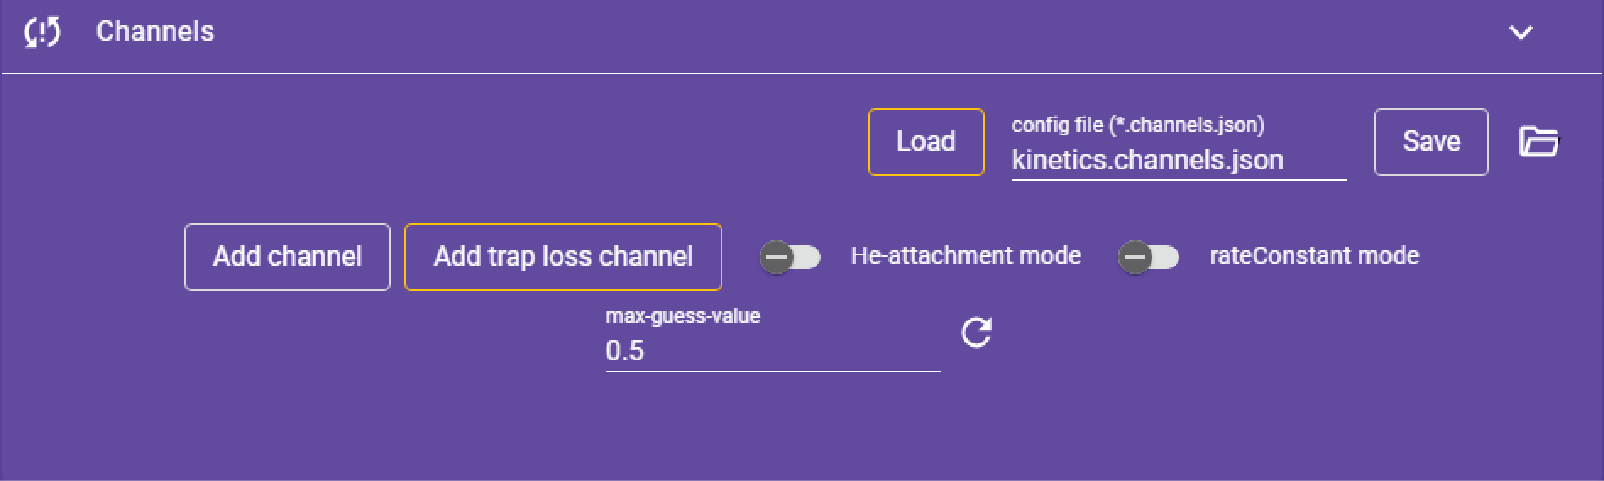 Channels
Load
config file (*.channels.json)
kinetics.channels.json
Save
Add channel
Add trap loss channel
He-attachment mode
rateConstant mode
max-guess-value
0.5